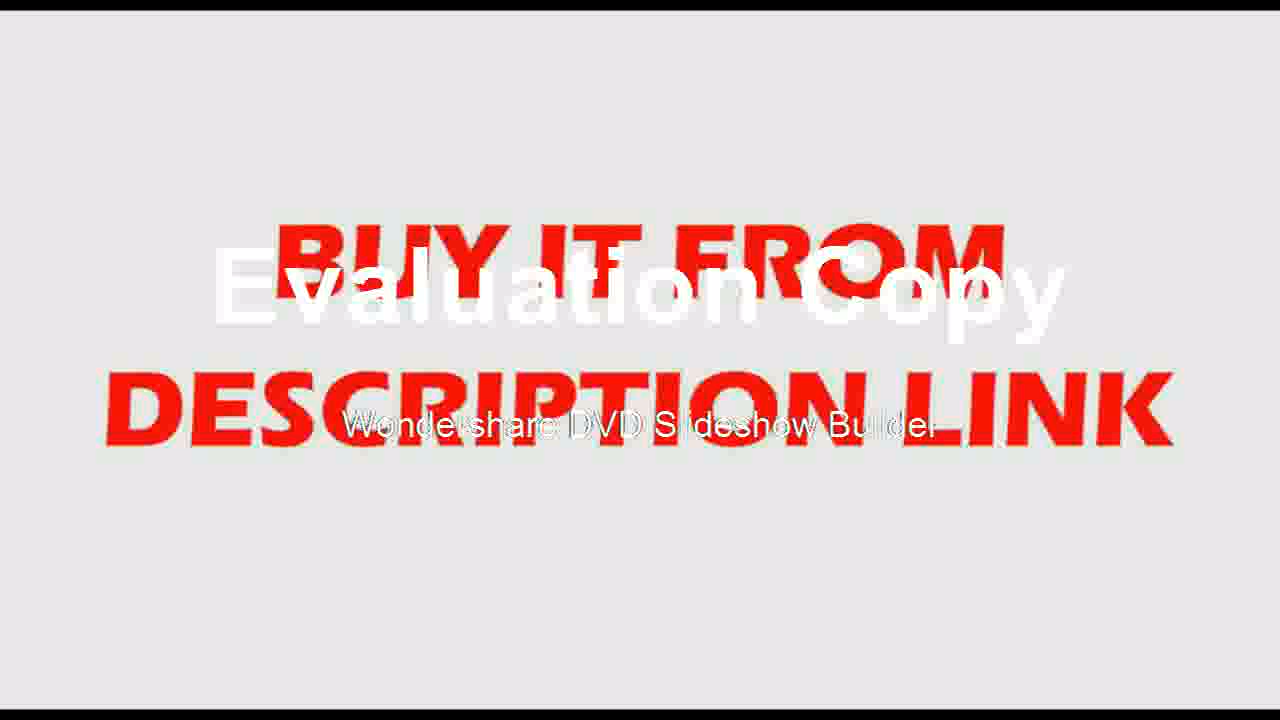 BUY IT FROM
Evaluation Copy
DESCRIPTION LINK
Wondershare DVD Slideshow Builder